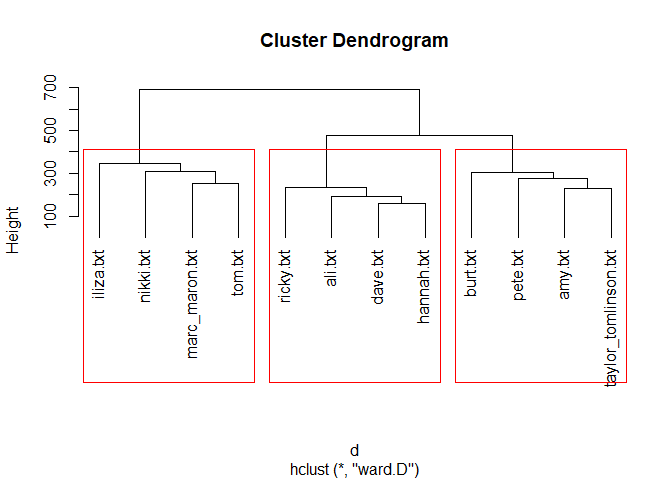 Cluster Dendrogram
Height
700
500
300
100
iliza.txt
nikki.txt
marc_maron.txt
tom.txt
ricky.txt
ali.txt
dave.txt
hannah.txt
burt.txt
pete.txt
amy.txt
taylor_tomlinson.txt
d
hclust (*, "ward.D")